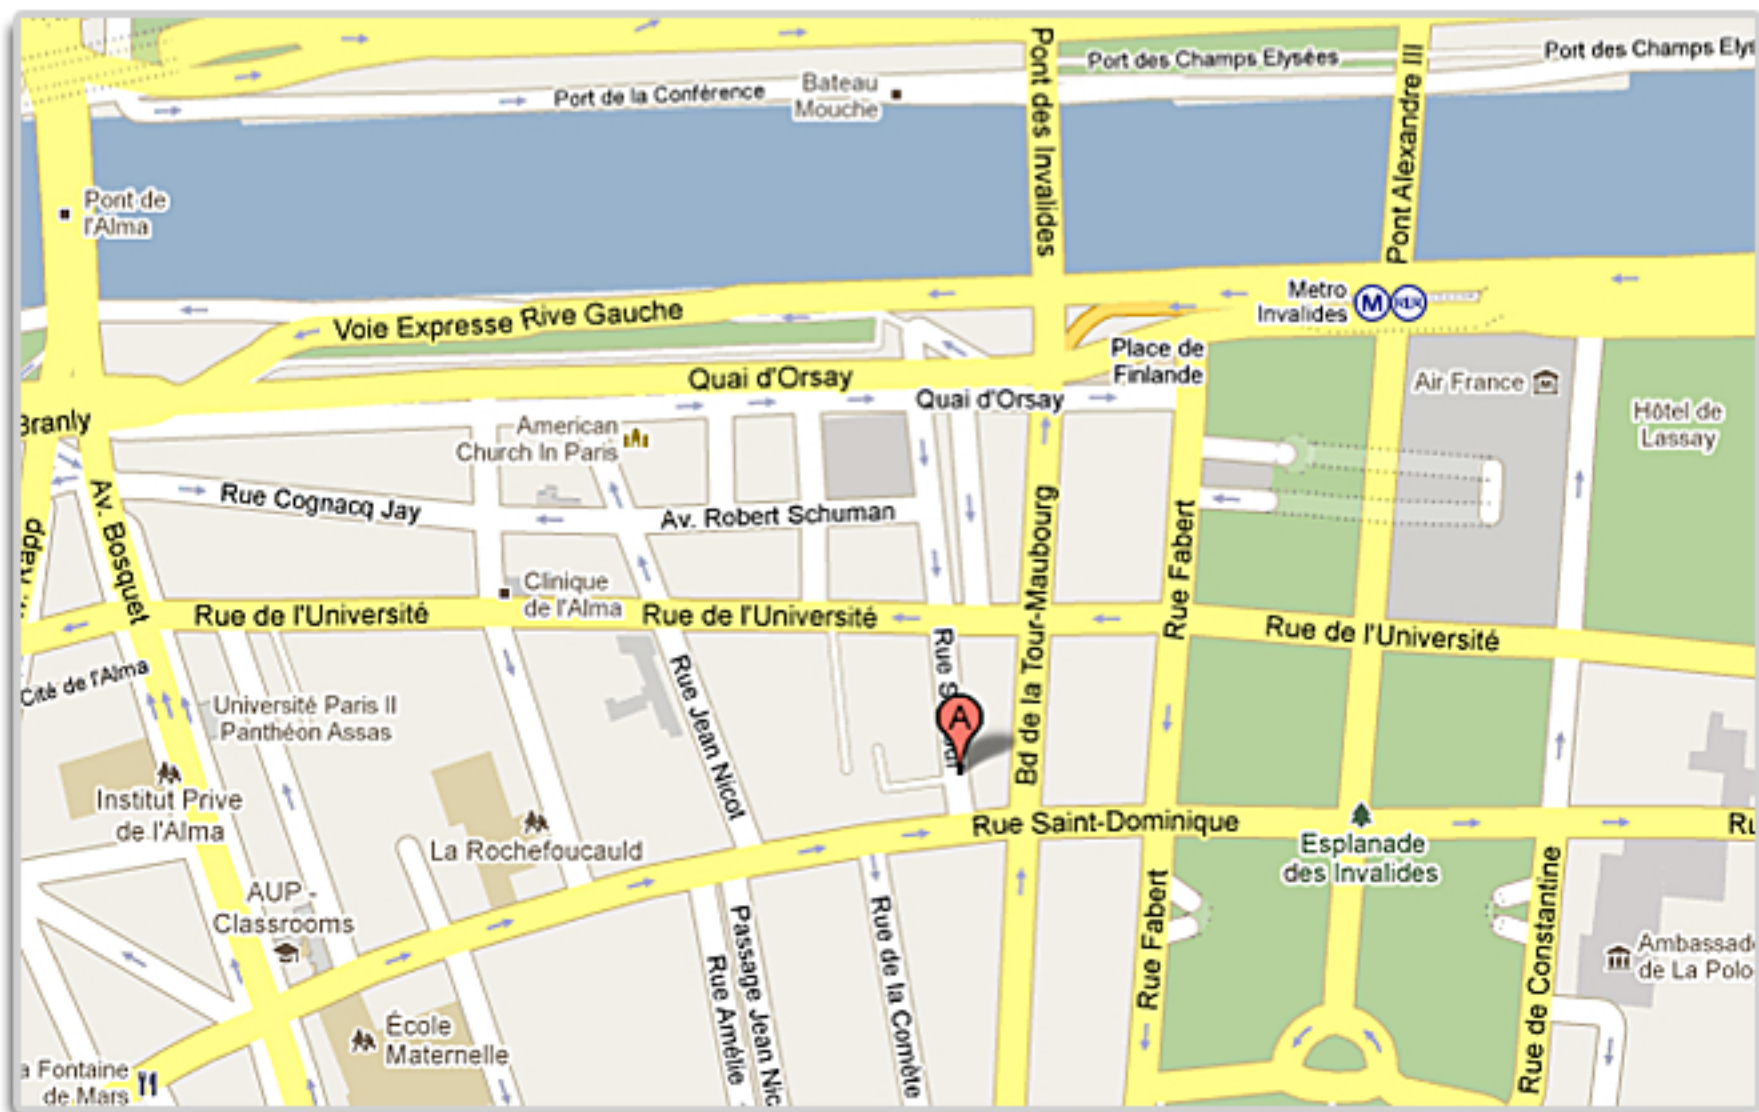 Port des Champs Elysées
Port des Champs Elys
Bateau
Mouche
Port de la Conférence
Pont des Invalides
Pont Alexandre III
Pont de
l'Alma
Metro
Invalides
M
RER
Voie Expresse Rive Gauche
Place de
Finlande
Quai d'Orsay
Quai d'Orsay
Air France
Hôtel de
Lassay
Branly
American
Church In Paris
Rue Cognacq Jay
Av. Robert Schuman
Av. Bosquet
Rapp
Bd de la Tour-Maubourg
Rue Fabert
Clinique
de l'Alma
Rue de l'Université
Rue de l'Université
Rue de l'Université
Cité de l'Alma
Rue
A
Université Paris II
Panthéon Assas
Rue Jean Nicot
Institut Prive
de l'Alma
La Rochefoucauld
Rue Saint-Dominique
Esplanade
des Invalides
AUP -
Classrooms
Rue Fabert
Rue de Constantine
Ambassad
de La Polo
Passage Jean Nic
Rue Amélie
Rue de la Comète
École
Maternelle
a Fontaine
de Mars